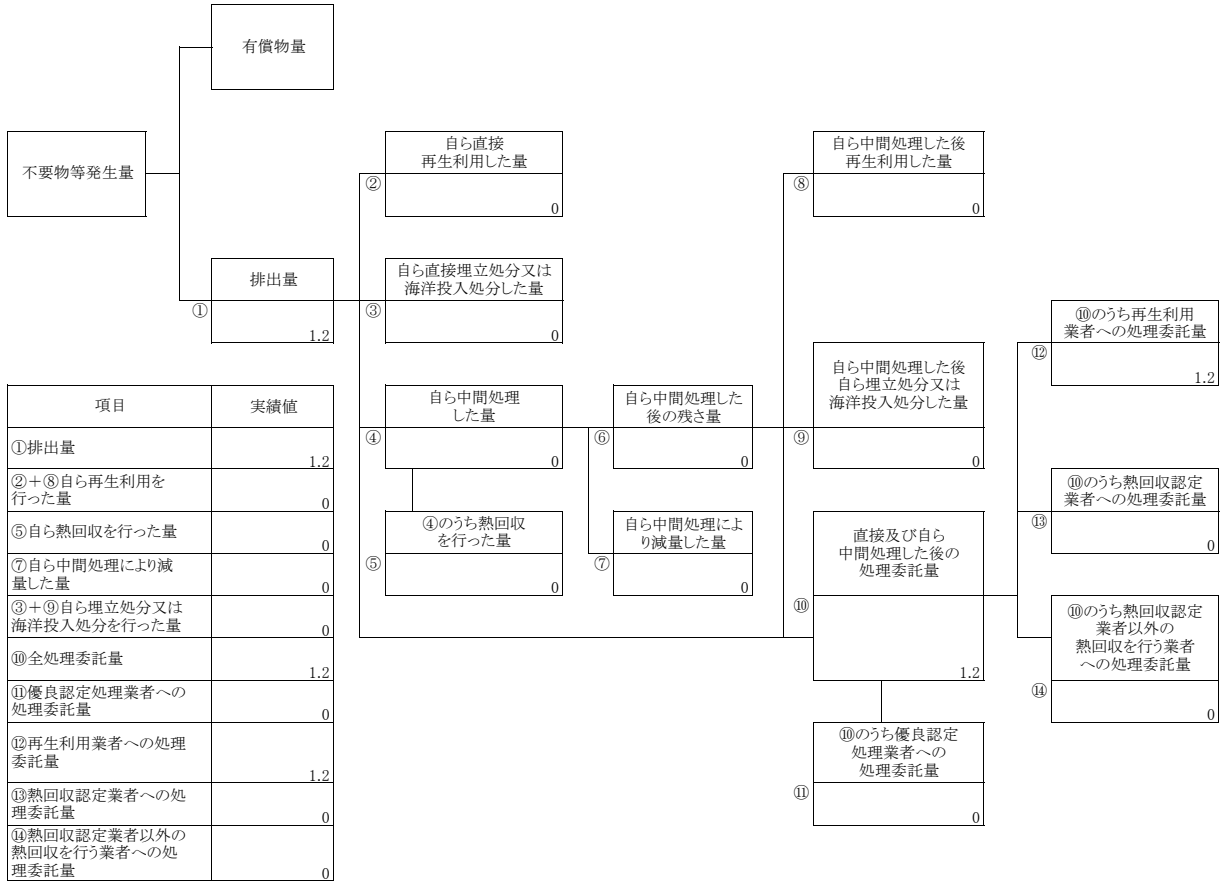 有償物量
不要物等発生量
自ら直接
再生利用した量
②
0
自ら中間処理した後
再生利用した量
⑧
0
排出量
①
1.2
自ら直接埋立処分又は
海洋投入処分した量
③
0
⑩のうち再生利用
業者への処理委託量
⑫
1.2
自ら中間処理
した量
④
0
自ら中間処理した
後の残さ量
⑥
0
自ら中間処理した後
自ら埋立処分又は
海洋投入処分した量
⑨
0
⑩のうち熱回収認定
業者への処理委託量
⑬
0
④のうち熱回収
を行った量
⑤
0
自ら中間処理によ
り減量した量
⑦
0
直接及び自ら
中間処理した後の
処理委託量
⑩
1.2
⑩のうち熱回収認定
業者以外の
熱回収を行う業者
への処理委託量
⑭
0
⑩のうち優良認定
処理業者への
処理委託量
⑪
0
項目 実績値
①排出量
1.2
②+⑧自ら再生利用を
行った量
0
⑤自ら熱回収を行った量
0
⑦自ら中間処理により減
量した量
0
③+⑨自ら埋立処分又は
海洋投入処分を行った量
0
⑩全処理委託量
1.2
⑪優良認定処理業者への
処理委託量
0
⑫再生利用業者への処理
委託量
1.2
⑬熱回収認定業者への処
理委託量
0
⑭熱回収認定業者以外の
熱回収を行う業者への処
理委託量
0